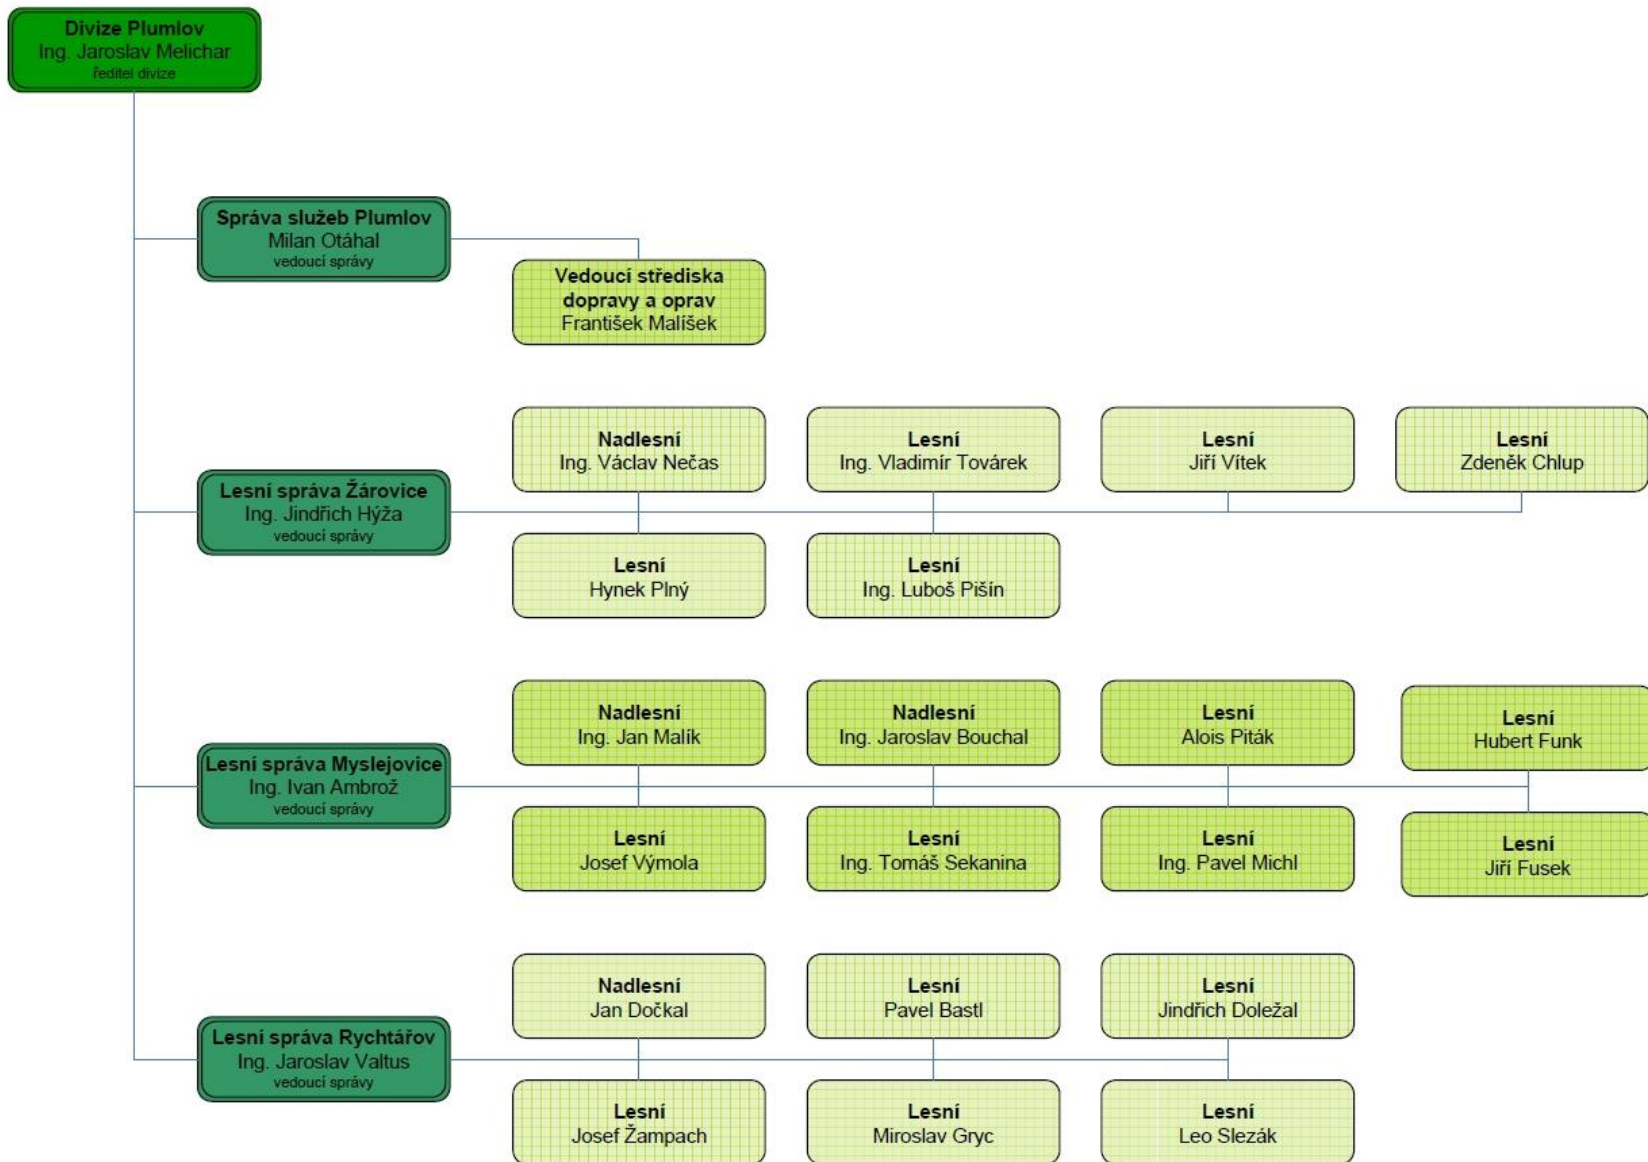 Divize Plumlov
Ing. Jaroslav Melichar
ředitel divize
Správa služeb Plumlov
Milan Otáhal
vedoucí správy
Vedoucí střediska
dopravy a oprav
František Malíšek
Nadlesní
Ing. Václav Nečas
Lesní
Ing. Vladimír Továrek
Lesní
Jiří Vítek
Lesní
Zdeněk Chlup
Lesní správa Žárovice
Ing. Jindřich Hýža
vedoucí správy
Lesní
Hynek Plný
Lesní
Ing. Luboš Pišín
Nadlesní
Ing. Jan Malík
Nadlesní
Ing. Jaroslav Bouchal
Lesní
Alois Piták
Lesní
Hubert Funk
Lesní správa Myslejovice
Ing. Ivan Ambrož
vedoucí správy
Lesní
Josef Výmola
Lesní
Ing. Tomáš Sekanina
Lesní
Ing. Pavel Michl
Lesní
Jiří Fusek
Nadlesní
Jan Dočkal
Lesní
Pavel Bastl
Lesní
Jindřich Doležal
Lesní správa Rychtářov
Ing. Jaroslav Valtus
vedoucí správy
Lesní
Josef Žampach
Lesní
Miroslav Gryc
Lesní
Leo Slezák